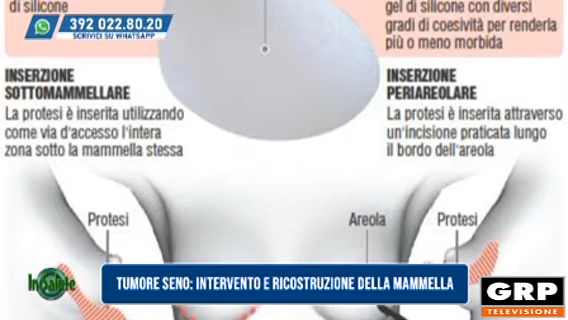 di silicone
392 022.80.20
SCRIVICI SU WHATSAPP
gel di silicone con diversi
gradi di coesività per renderla
più o meno morbida
INSERZIONE
SOTTOMAMMELLARE
La protesi è inserita utilizzando
come via d'accesso l'intera
zona sotto la mammella stessa
INSERZIONE
PERIAREOLARE
La protesi è inserita attraverso
un'incisione praticata lungo
il bordo dell'areola
Protesi
Areola
Protesi
InSalute
TUMORE SENO: INTERVENTO E RICOSTRUZIONE DELLA MAMMELLA
GRP
TELEVISIONE